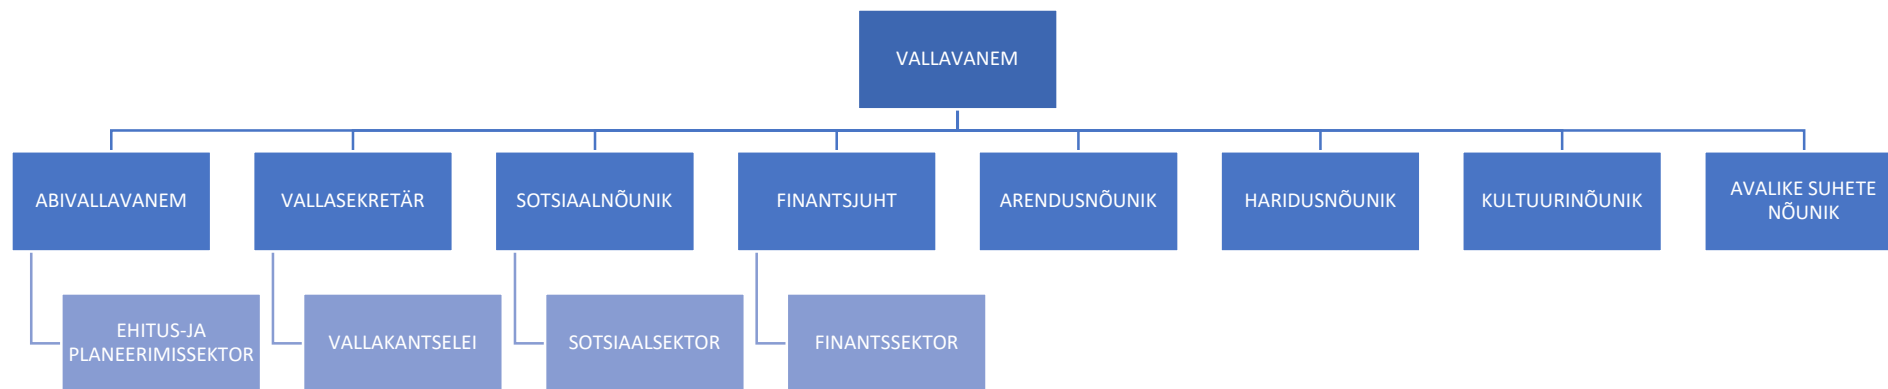 VALLAVANEM
ABIVALLAVANEM
VALLASEKRETÄR
SOTSIAALNÕUNIK
FINANTSJUHT
ARENDUSNÕUNIK
HARIDUSNÕUNIK
KULTUURINÕUNIK
AVALIKE SUHETE
NÕUNIK
EHITUS-JA
PLANEERIMISSEKTOR
VALLAKANTSELEI
SOTSIAALSEKTOR
FINANTSSEKTOR